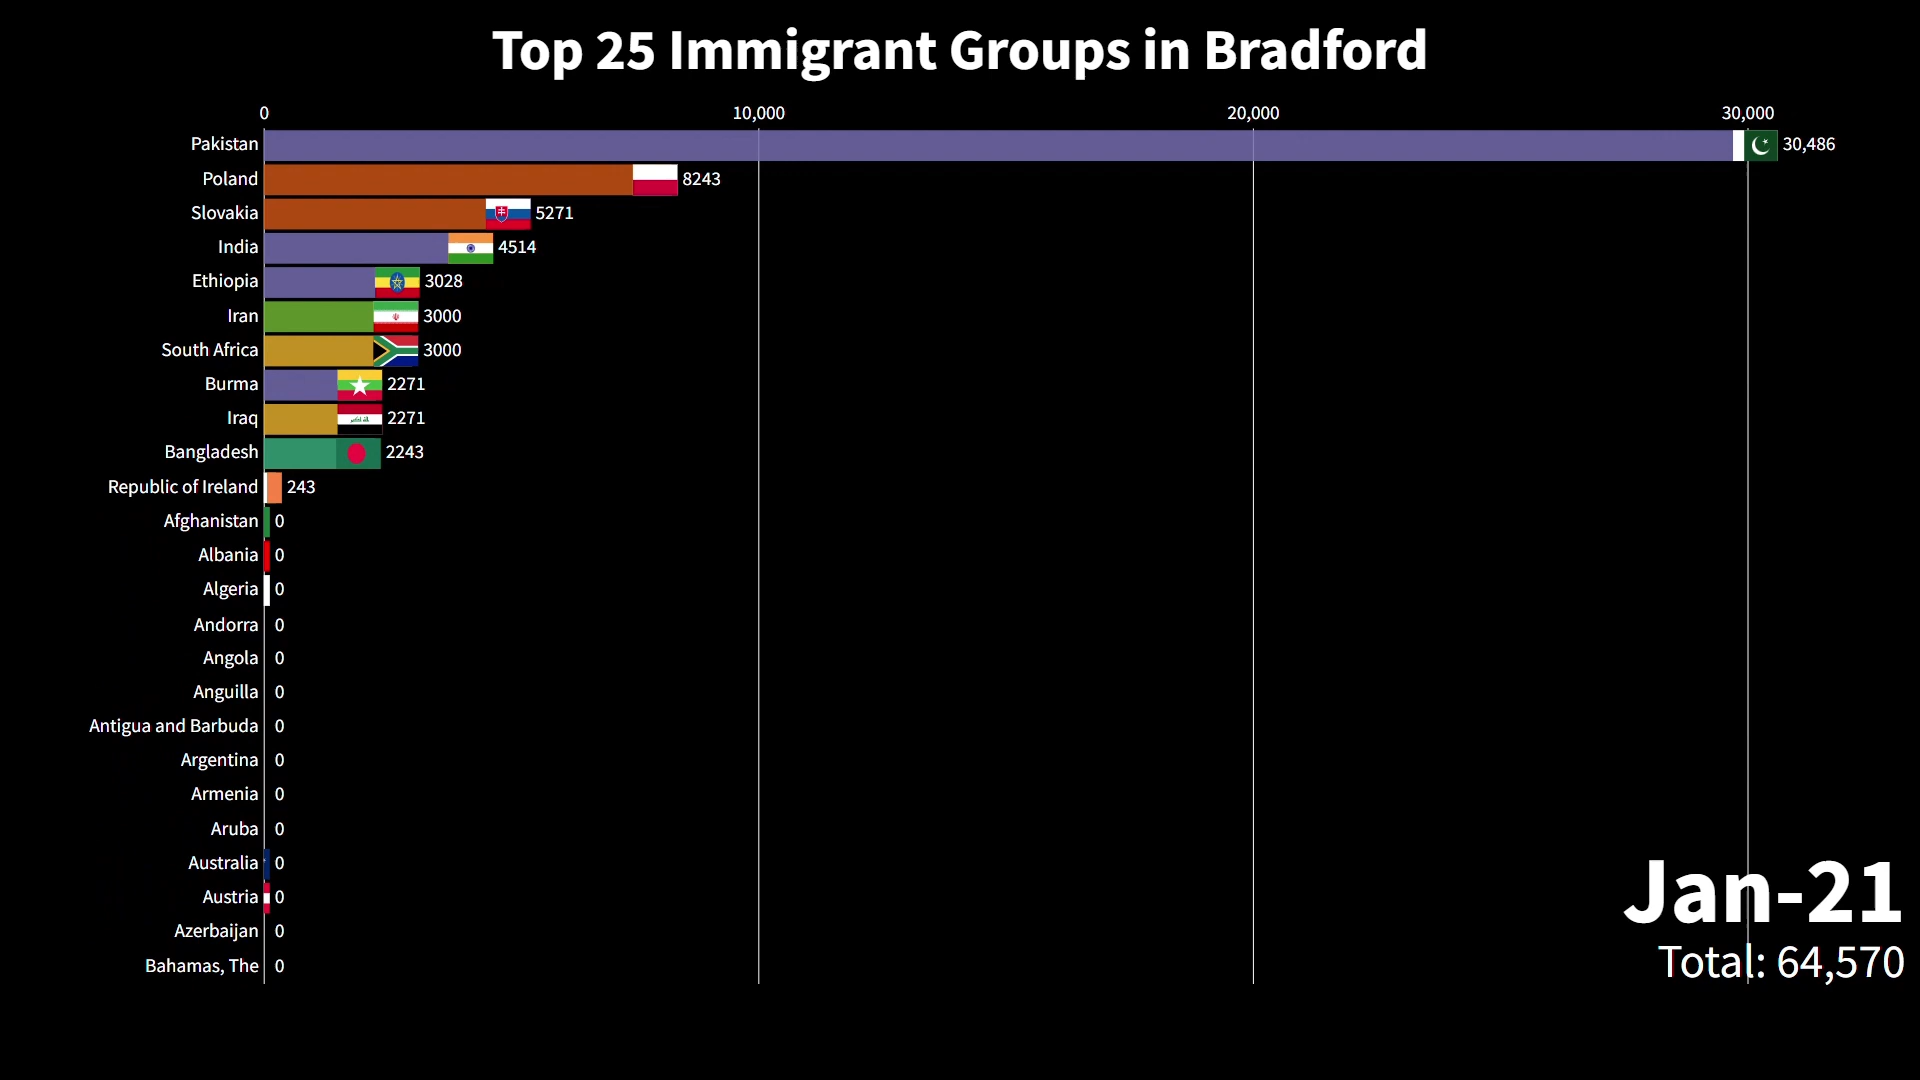 Top 25 Immigrant Groups in Bradford
0 10,000 20,000 30,000
Pakistan 30,486
Poland 8243
Slovakia 5271
India 4514
Ethiopia 3028
Iran 3000
South Africa 3000
Burma 2271
Iraq 2271
Bangladesh 2243
Republic of Ireland 243
Afghanistan 0
Albania 0
Algeria 0
Andorra 0
Angola 0
Anguilla 0
Antigua and Barbuda 0
Argentina 0
Armenia 0
Aruba 0
Australia 0
Austria 0
Azerbaijan 0
Bahamas, The 0
Jan-21
Total: 64,570